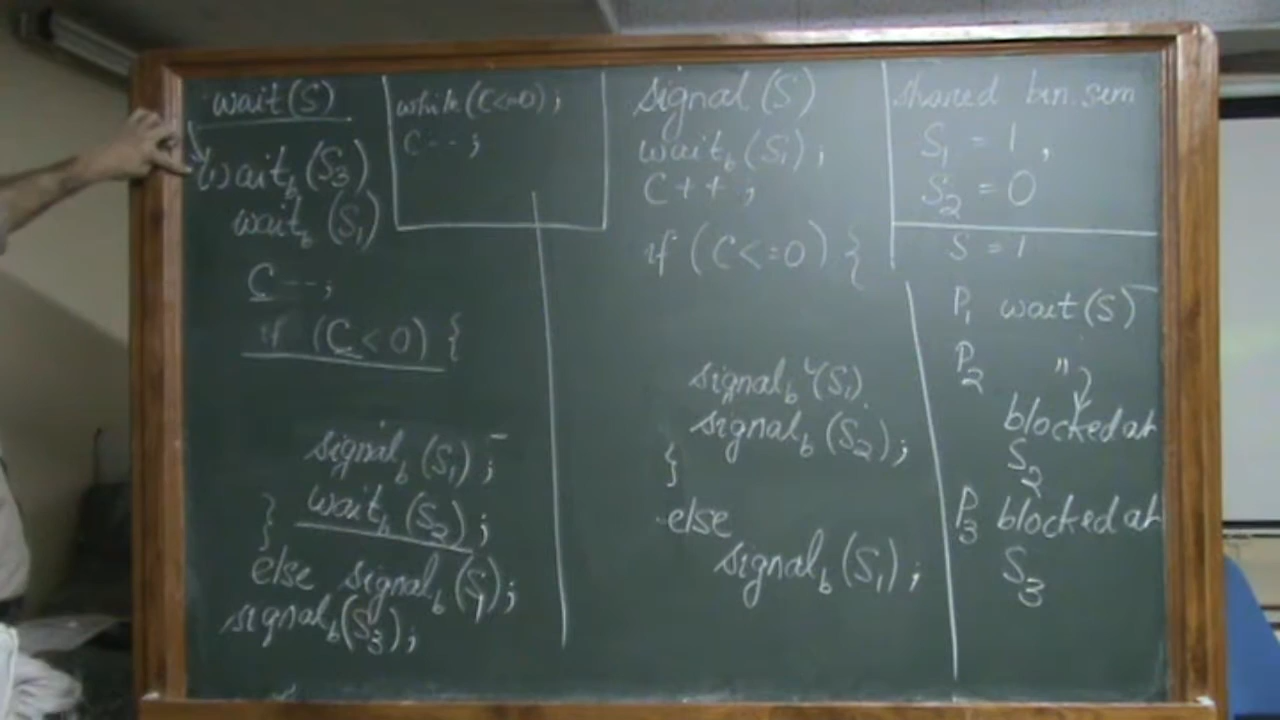 wait(S)
wait_b(S_3)
wait_b(S_1)
C--;
if (C<0) {
signal_b(S_1);
} wait_b(S_2);
else signal_b(S_1);
signal_b(S_3);
while(C<=0);
C--;
signal(S)
wait_b(S_1);
C++;
if (C<=0) {
signal_b(S_1)
signal_b(S_2);
}
else
signal_b(S_1);
shared bin.sem
S_1 = 1,
S_2 = 0
S = 1
P_1 wait(S)
P_2 "
blocked at
S_2
P_3 blocked at
S_3